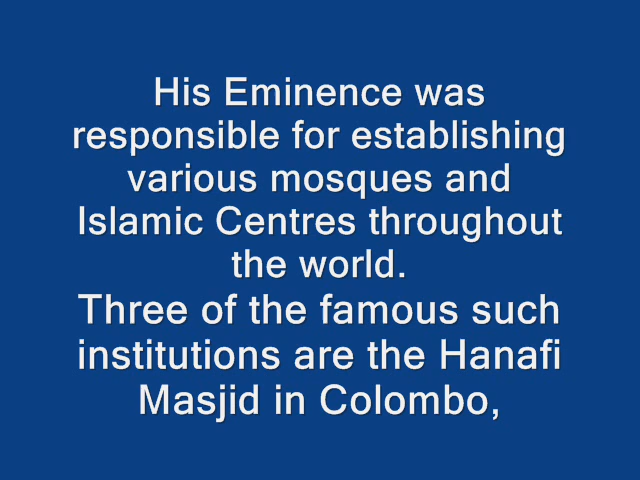 His Eminence was
responsible for establishing
various mosques and
Islamic Centres throughout
the world.
Three of the famous such
institutions are the Hanafi
Masjid in Colombo,